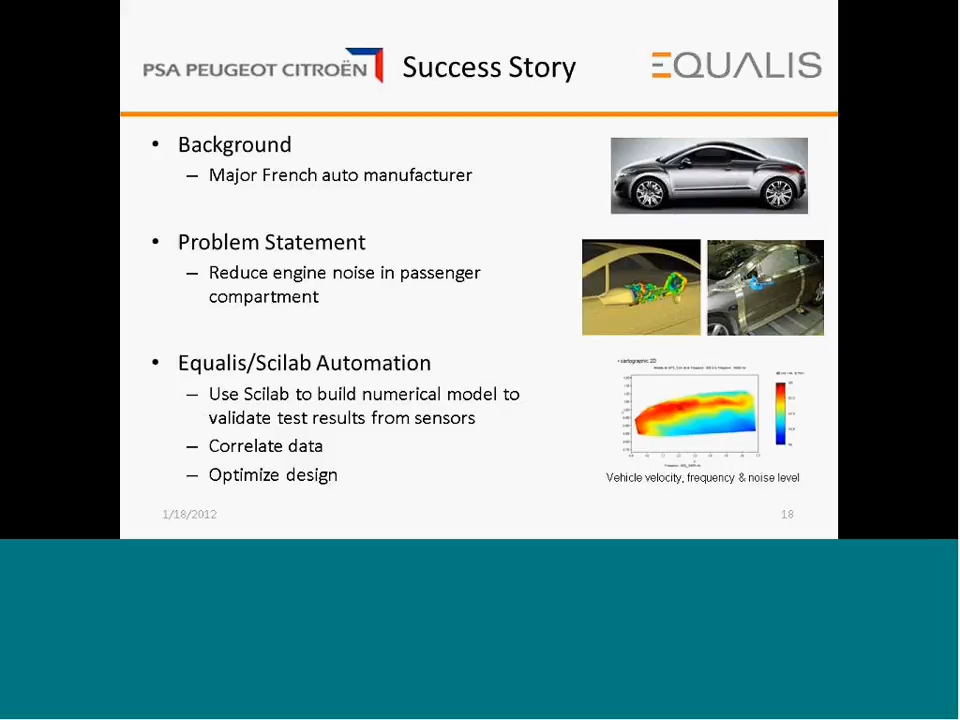 PSA PEUGEOT CITROËN Success Story EQUALIS
• Background
– Major French auto manufacturer
• Problem Statement
– Reduce engine noise in passenger
compartment
• Equalis/Scilab Automation
– Use Scilab to build numerical model to
validate test results from sensors
– Correlate data
– Optimize design
cartographic 2D
Vehicle velocity, frequency & noise level
1/18/2012
18